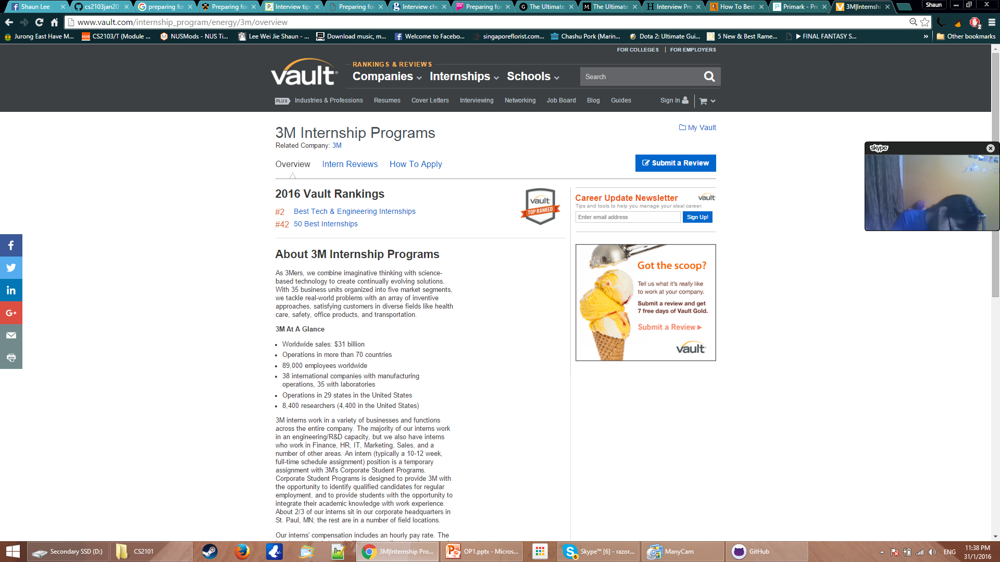 Shaun Lee
cs2103jan20
preparing fo
Preparing fo
Interview tip
Preparing fo
Interview che
Preparing fo
The Ultimate
The Ultimate
Interview Pre
How To Best
Primark - Pre
3M|Internshi
Shaun
www.vault.com/internship_program/energy/3m/overview
Jurong East Have M...
CS2103/T (Module ...
NUSMods - NUS Ti...
Lee Wei Jie Shaun - ...
Download music, m...
Welcome to Facebo...
singaporeflorist.com...
Chashu Pork (Marin...
Dota 2: Ultimate Gui...
5 New & Best Rame...
▶ FINAL FANTASY S...
»
Other bookmarks
FOR COLLEGES | FOR EMPLOYERS
vault
RANKINGS & REVIEWS
Companies Internships Schools
Search
PLUS Industries & Professions Resumes Cover Letters Interviewing Networking Job Board Blog Guides Sign In
3M Internship Programs
My Vault
Related Company: 3M
Overview Intern Reviews How To Apply
Submit a Review
2016 Vault Rankings
#2 Best Tech & Engineering Internships
#42 50 Best Internships
vault
TOP RANKED
Career Update Newsletter
vault
Tips and tools to help you manage your ideal career.
Enter email address
Sign Up!
About 3M Internship Programs
As 3Mers, we combine imaginative thinking with science-
based technology to create continually evolving solutions.
With 35 business units organized into five market segments,
we tackle real-world problems with an array of inventive
approaches, satisfying customers in diverse fields like health
care, safety, office products, and transportation.
3M At A Glance
• Worldwide sales: $31 billion
• Operations in more than 70 countries
• 89,000 employees worldwide
• 38 international companies with manufacturing
operations, 35 with laboratories
• Operations in 29 states in the United States
• 8,400 researchers (4,400 in the United States)
3M interns work in a variety of businesses and functions
across the entire company. The majority of our interns work
in an engineering/R&D capacity, but we also have interns
who work in Finance, HR, IT, Marketing, Sales, and a
number of other areas. An intern (typically a 10-12 week,
full-time schedule assignment) position is a temporary
assignment with 3M's Corporate Student Programs.
Corporate Student Programs is designed to provide 3M with
the opportunity to identify qualified candidates for regular
employment, and to provide students with the opportunity to
integrate their academic knowledge with work experience.
About 2/3 of our interns sit in our corporate headquarters in
St. Paul, MN; the rest are in a number of field locations.
Our interns' compensation includes an hourly pay rate. The
Got the scoop?
Tell us what it's really like
to work at your company.
Submit a review and get
7 free days of Vault Gold.
Submit a Review ▶
vault
skype
Secondary SSD (D:)
CS2101
3M|Internship Pro...
OP1.pptx - Micros...
Skype™ [6] - razor...
ManyCam
GitHub
ENG
11:38 PM
31/1/2016